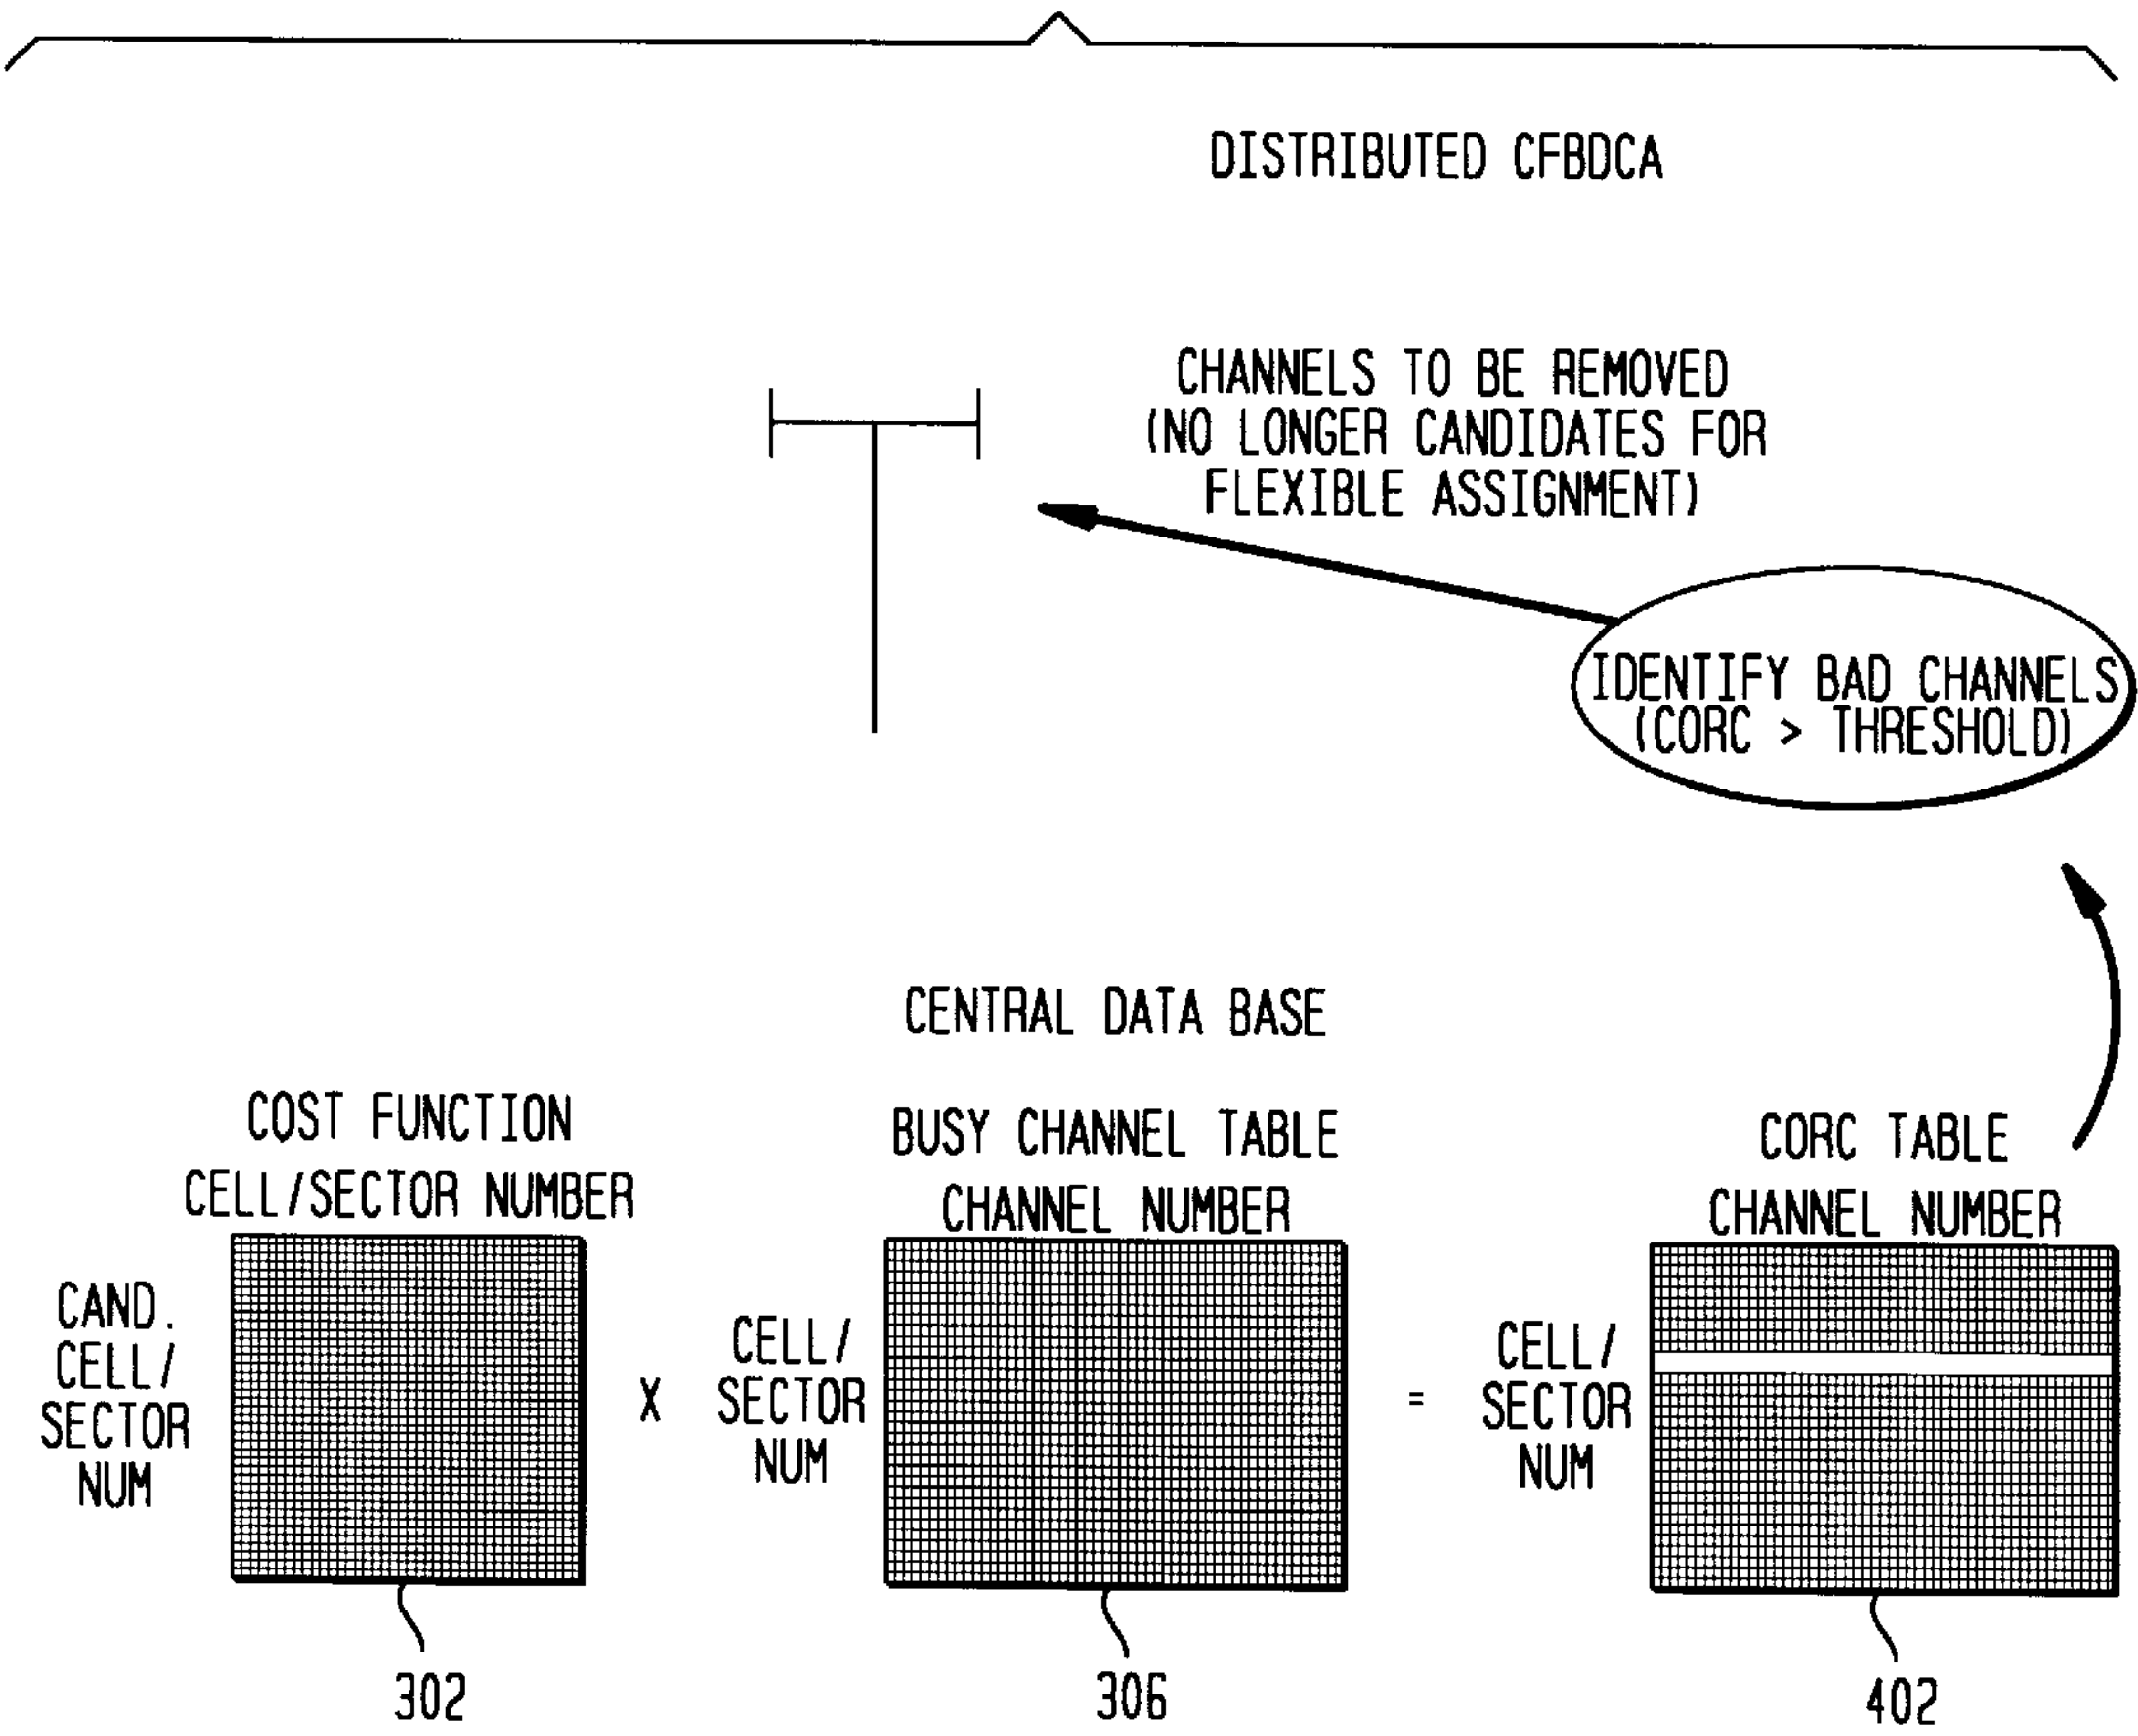 DISTRIBUTED CFBDCA
CHANNELS TO BE REMOVED
(NO LONGER CANDIDATES FOR
FLEXIBLE ASSIGNMENT)
IDENTIFY BAD CHANNELS
(CORC > THRESHOLD)
CENTRAL DATA BASE
COST FUNCTION
CELL/SECTOR NUMBER
CAND.
CELL/
SECTOR
NUM
X
BUSY CHANNEL TABLE
CHANNEL NUMBER
CELL/
SECTOR
NUM
=
CORC TABLE
CHANNEL NUMBER
CELL/
SECTOR
NUM
302
306
402